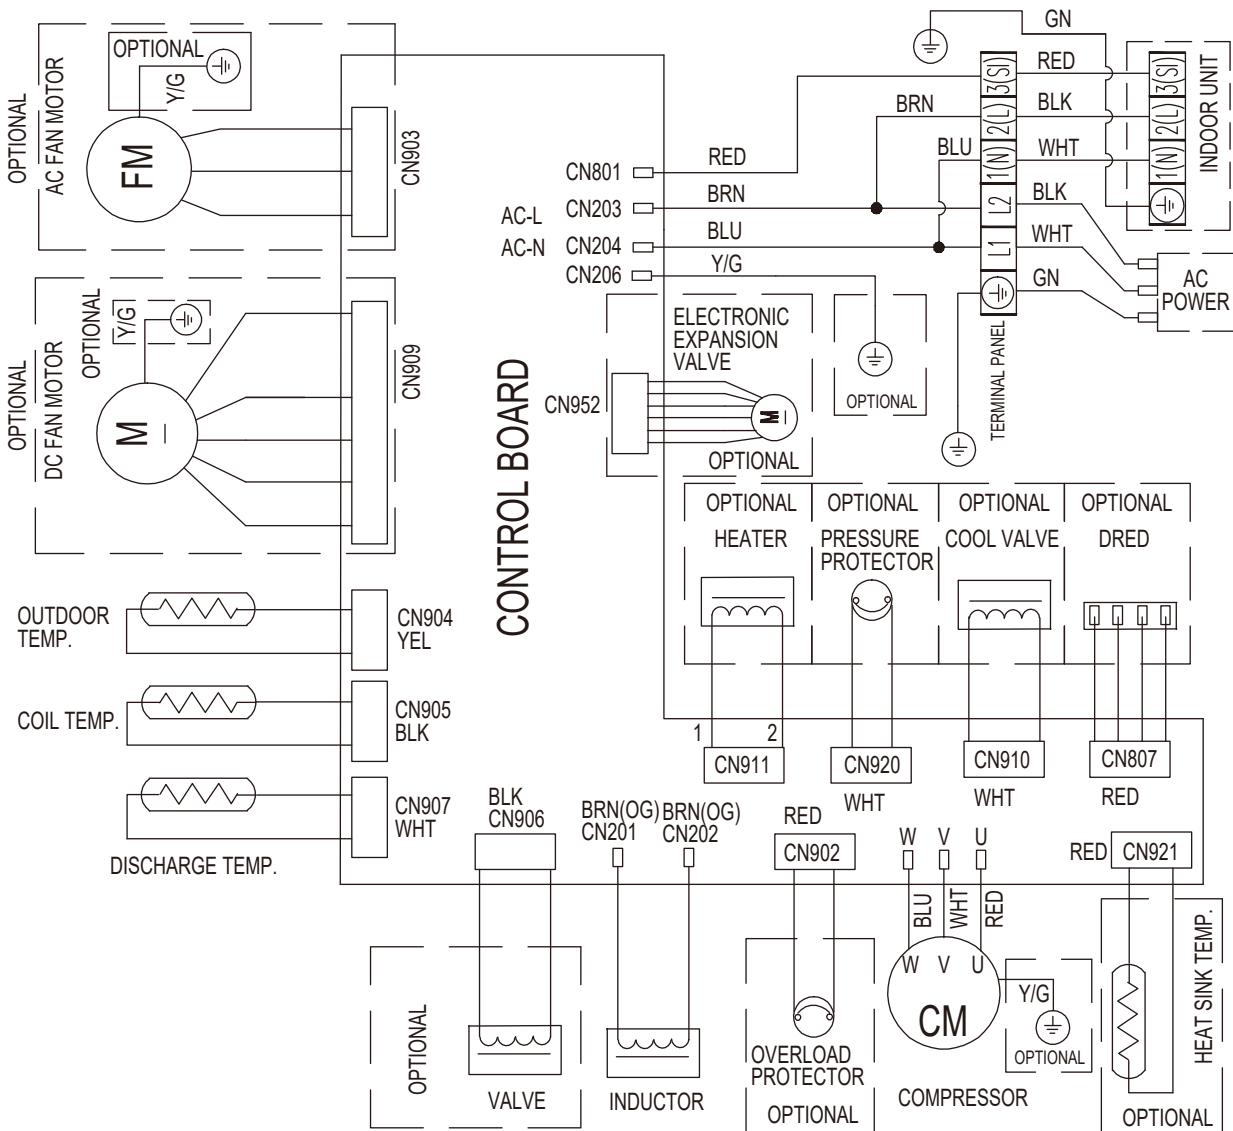 OPTIONAL
AC FAN MOTOR
OPTIONAL
Y/G
FM
CN903
OPTIONAL
DC FAN MOTOR
OPTIONAL
Y/G
M
CN909
OUTDOOR
TEMP.
CN904
YEL
COIL TEMP.
CN905
BLK
CN907
WHT
DISCHARGE TEMP.
CONTROL BOARD
GN
3(SI)
RED
3(SI)
INDOOR UNIT
BRN
2(L)
BLK
2(L)
BLU
1(N)
WHT
1(N)
CN801
RED
AC-L
CN203
BRN
L2
BLK
AC-N
CN204
BLU
L1
WHT
CN206
Y/G
GN
AC
POWER
TERMINAL PANEL
ELECTRONIC
EXPANSION
VALVE
CN952
M
OPTIONAL
OPTIONAL
OPTIONAL
HEATER
OPTIONAL
PRESSURE
PROTECTOR
OPTIONAL
COOL VALVE
OPTIONAL
DRED
1
2
CN911
CN920
WHT
CN910
WHT
CN807
RED
BLK
CN906
BRN(OG)
CN201
BRN(OG)
CN202
RED
CN902
W
V
U
RED
CN921
BLU
WHT
RED
OPTIONAL
VALVE
INDUCTOR
OVERLOAD
PROTECTOR
OPTIONAL
W
V
U
CM
COMPRESSOR
Y/G
OPTIONAL
HEAT SINK TEMP.
OPTIONAL